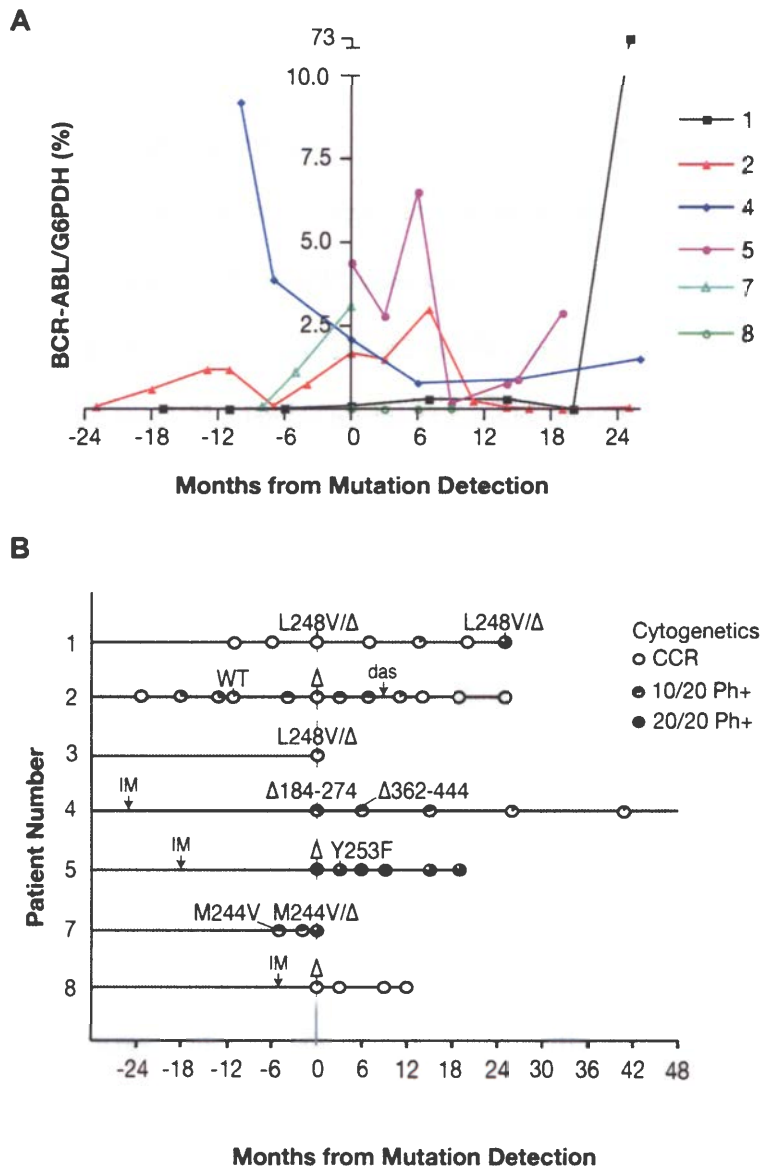 A
BCR-ABL/G6PDH (%)
73
10.0
7.5
5.0
2.5
-24 -18 -12 -6 0 6 12 18 24
Months from Mutation Detection
1
2
4
5
7
8
B
Patient Number
1 L248V/Δ L248V/Δ
2 WT Δ das
3 L248V/Δ
4 IM Δ184-274 Δ362-444
5 IM Δ Y253F
7 M244V M244V/Δ
8 IM Δ
Cytogenetics
CCR
10/20 Ph+
20/20 Ph+
-24 -18 -12 -6 0 6 12 18 24 30 36 42 48
Months from Mutation Detection